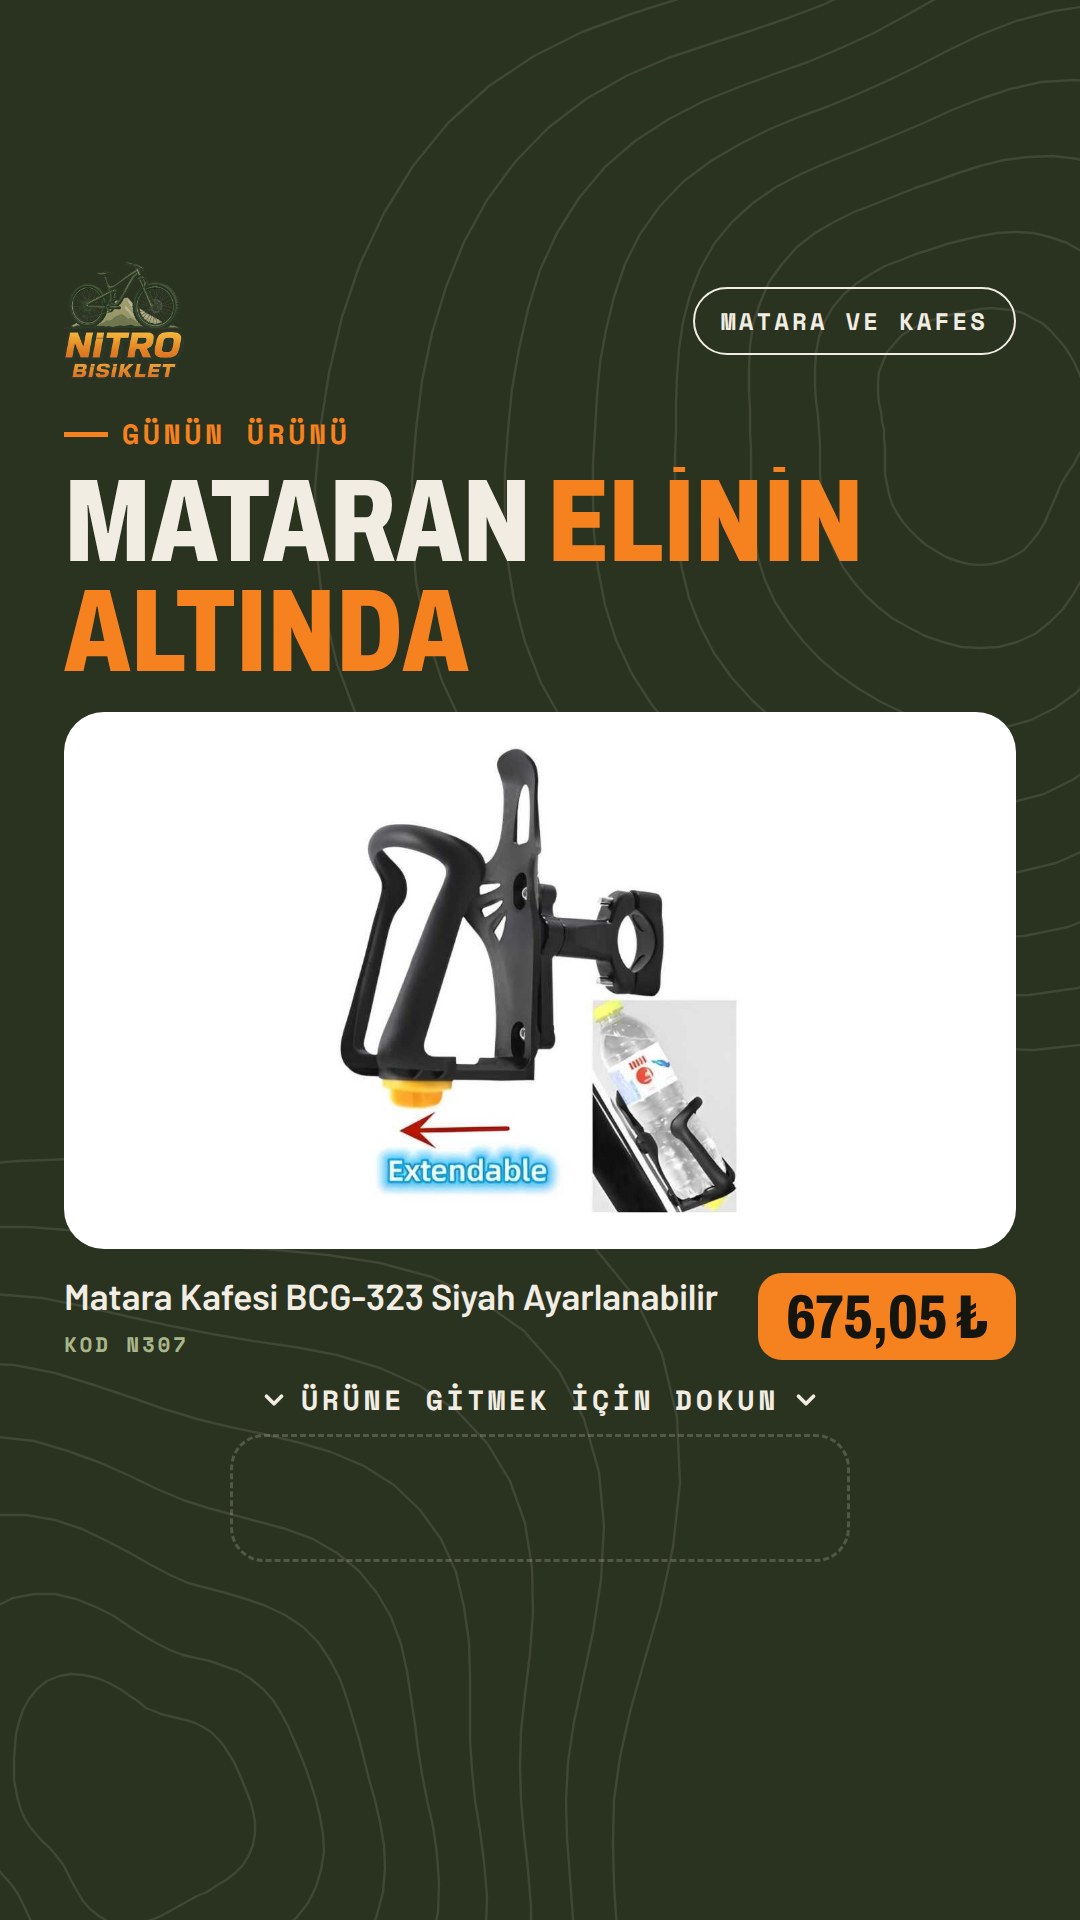 NiTRO
BiSiKLET
MATARA VE KAFES
GÜNÜN ÜRÜNÜ
MATARAN ELİNİN
ALTINDA
Extendable
Matara Kafesi BCG-323 Siyah Ayarlanabilir
675,05 ₺
KOD N307
ÜRÜNE GİTMEK İÇİN DOKUN